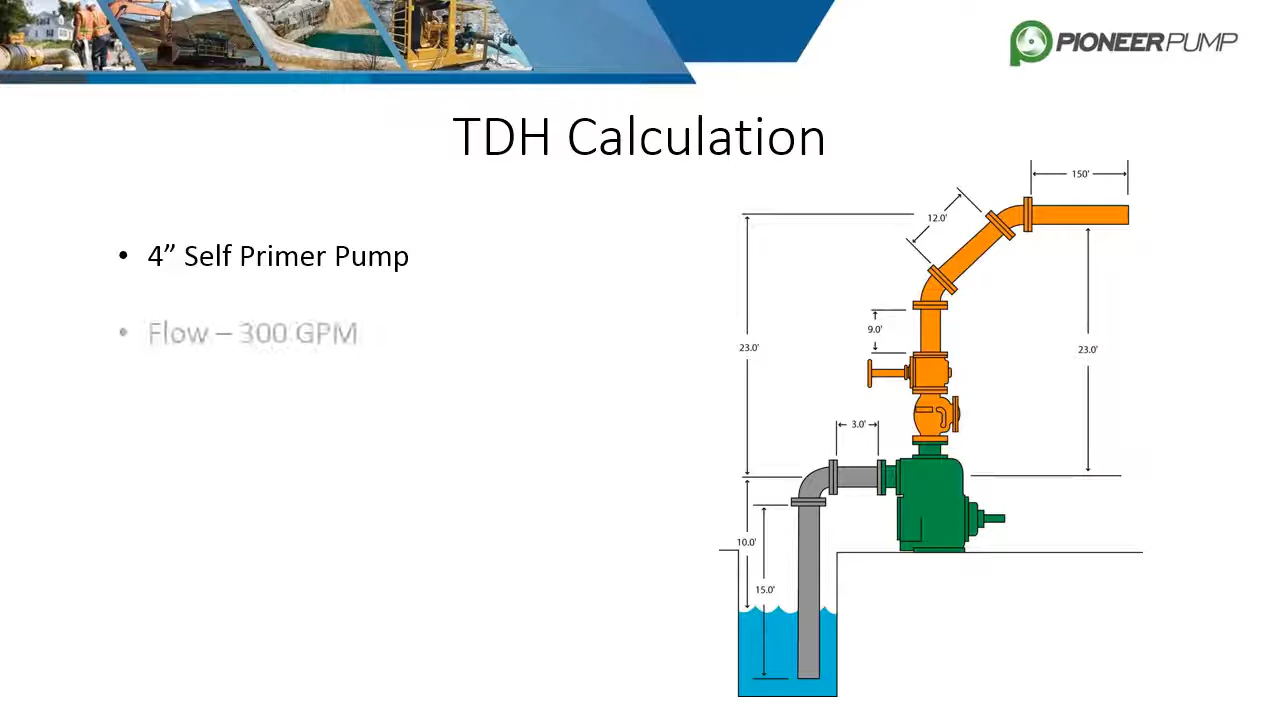 PIONEERPUMP
TDH Calculation
• 4” Self Primer Pump
• Flow – 300 GPM
150'
12.0'
9.0'
23.0'
23.0'
3.0'
10.0'
15.0'